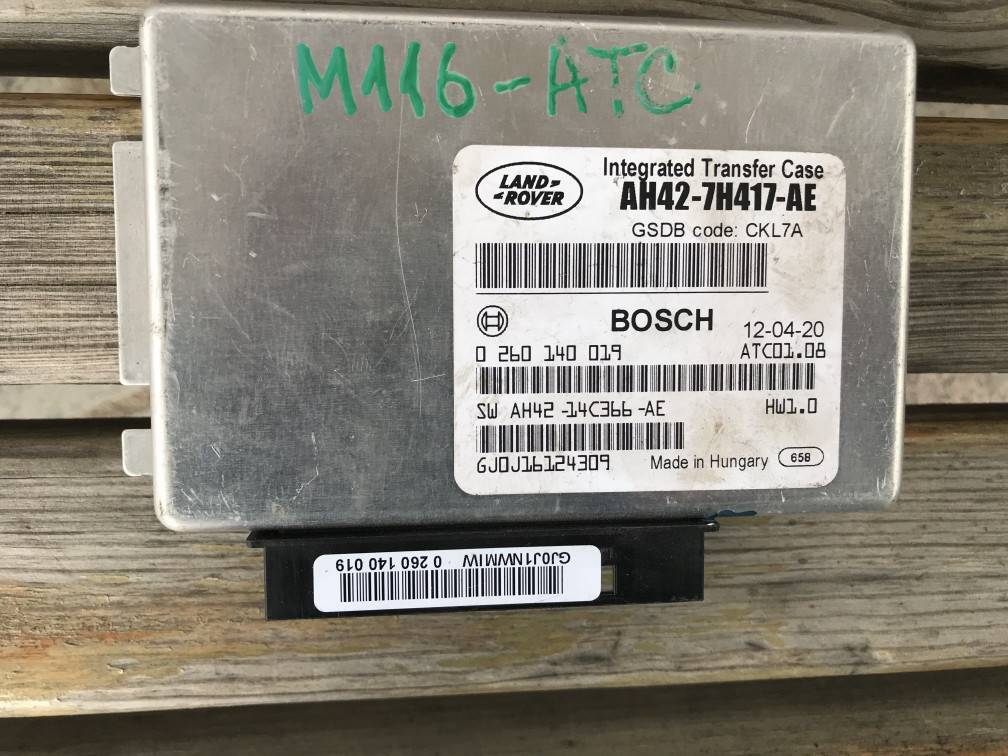 M116-ATC
LAND-
-ROVER
Integrated Transfer Case
AH42-7H417-AE
GSDB code: CKL7A
BOSCH
12-04-20
0 260 140 019
ATC01.08
SW AH42 -14C366 -AE
HW1.0
GJ0J16124309
Made in Hungary
658
GJ0J1NWMIW 0 260 140 019